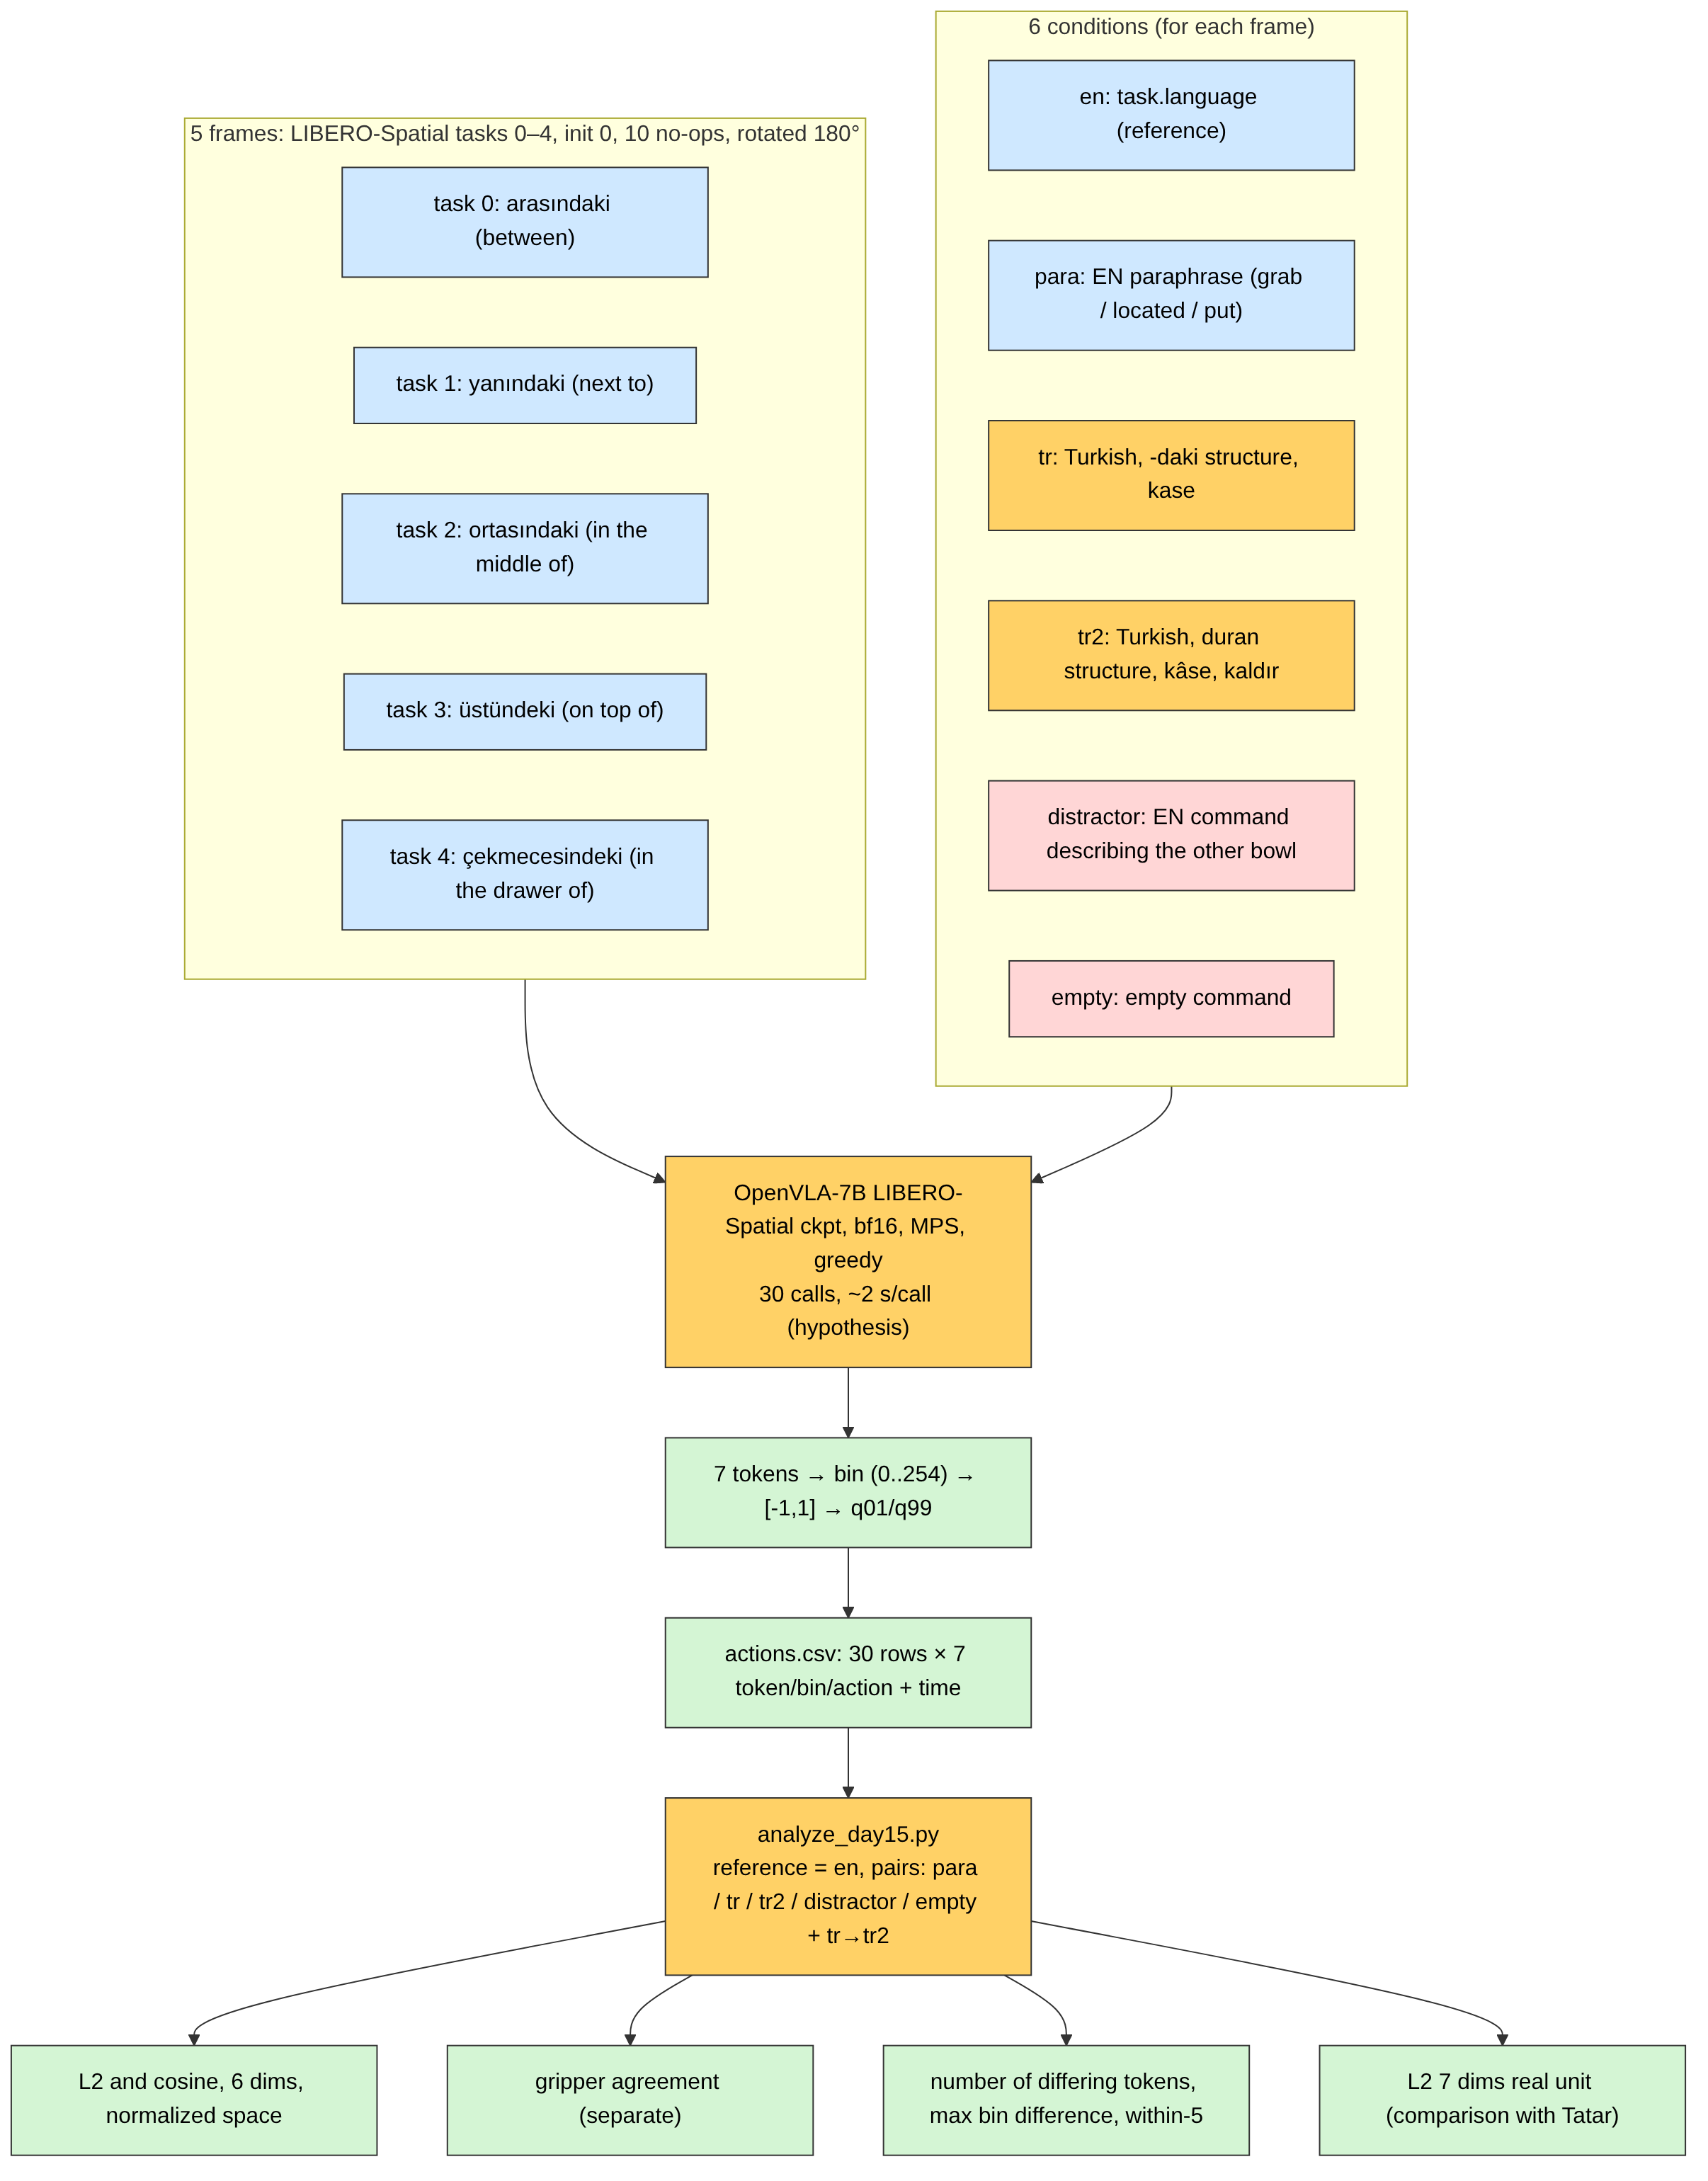 6 conditions (for each frame)
en: task.language
(reference)
para: EN paraphrase (grab
/ located / put)
tr: Turkish, -daki structure,
kase
tr2: Turkish, duran
structure, kâse, kaldır
distractor: EN command
describing the other bowl
empty: empty command
5 frames: LIBERO-Spatial tasks 0–4, init 0, 10 no-ops, rotated 180°
task 0: arasındaki
(between)
task 1: yanındaki (next to)
task 2: ortasındaki (in the
middle of)
task 3: üstündeki (on top of)
task 4: çekmecesindeki (in
the drawer of)
OpenVLA-7B LIBERO-
Spatial ckpt, bf16, MPS,
greedy
30 calls, ~2 s/call
(hypothesis)
7 tokens → bin (0..254) →
[-1,1] → q01/q99
actions.csv: 30 rows × 7
token/bin/action + time
analyze_day15.py
reference = en, pairs: para
/ tr / tr2 / distractor / empty
+ tr→tr2
L2 and cosine, 6 dims,
normalized space
gripper agreement
(separate)
number of differing tokens,
max bin difference, within-5
L2 7 dims real unit
(comparison with Tatar)